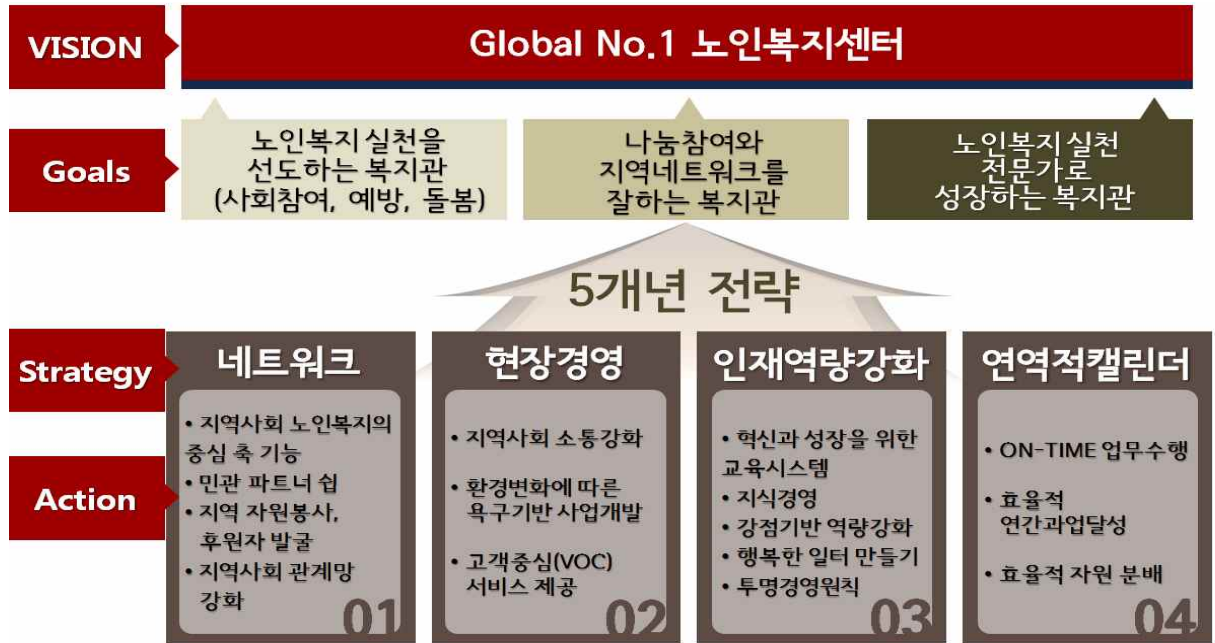 VISION
Global No.1 노인복지센터
Goals
노인복지 실천을
선도하는 복지관
(사회참여, 예방, 돌봄)
나눔참여와
지역네트워크를
잘하는 복지관
노인복지 실천
전문가로
성장하는 복지관
5개년 전략
Strategy
Action
네트워크
• 지역사회 노인복지의
중심 축 기능
• 민관 파트너 쉽
• 지역 자원봉사,
후원자 발굴
• 지역사회 관계망
강화
01
현장경영
• 지역사회 소통강화
• 환경변화에 따른
욕구기반 사업개발
• 고객중심(VOC)
서비스 제공
02
인재역량강화
• 혁신과 성장을 위한
교육시스템
• 지식경영
• 강점기반 역량강화
• 행복한 일터 만들기
• 투명경영원칙
03
연역적캘린더
• ON-TIME 업무수행
• 효율적
연간과업달성
• 효율적 자원 분배
04